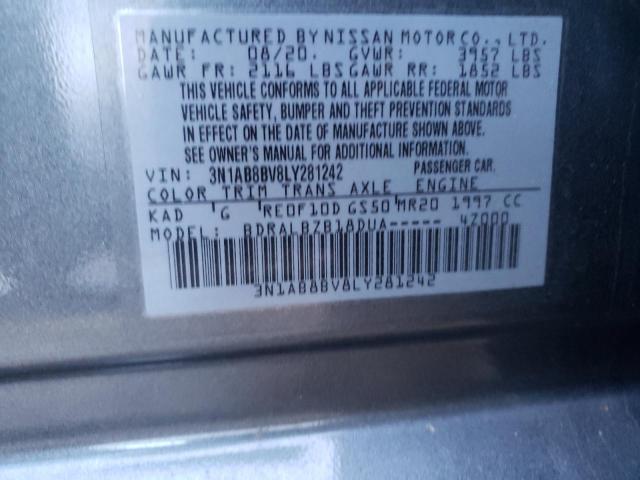 MANUFACTURED BY NISSAN MOTOR CO., LTD.
DATE: 08/20. GVWR: 3957 LBS
GAWR FR: 2116 LBS GAWR RR: 1852 LBS
THIS VEHICLE CONFORMS TO ALL APPLICABLE FEDERAL MOTOR
VEHICLE SAFETY, BUMPER AND THEFT PREVENTION STANDARDS
IN EFFECT ON THE DATE OF MANUFACTURE SHOWN ABOVE.
SEE OWNER'S MANUAL FOR ADDITIONAL INFORMATION.
VIN: 3N1AB8BV8LY281242 PASSENGER CAR.
COLOR TRIM TRANS AXLE ENGINE
KAD 'G 'RE0F10D GS50'MR20 1997 CC
MODEL: BDRALBZB18DUA----- 4Z000
3N1AB8BV8LY281242